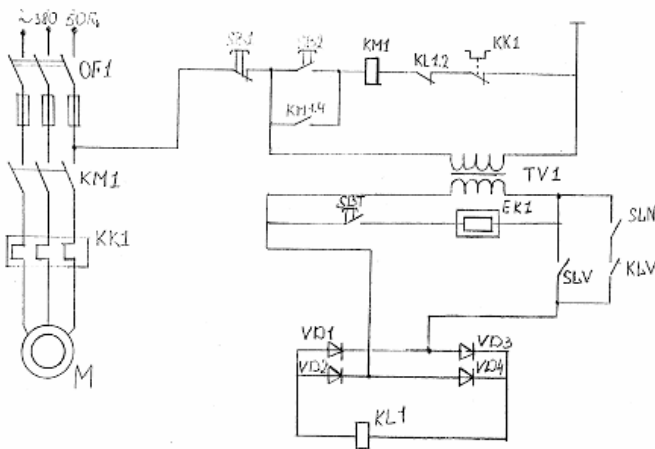 ~380 50Гц
QF1
SB1
SB2
KM1
KL1.2
KK1
KM1.4
KM1
TV1
SBT
EK1
SLN
KK1
SLV
KLV
VD1
VD3
VD2
VD4
M
KL1